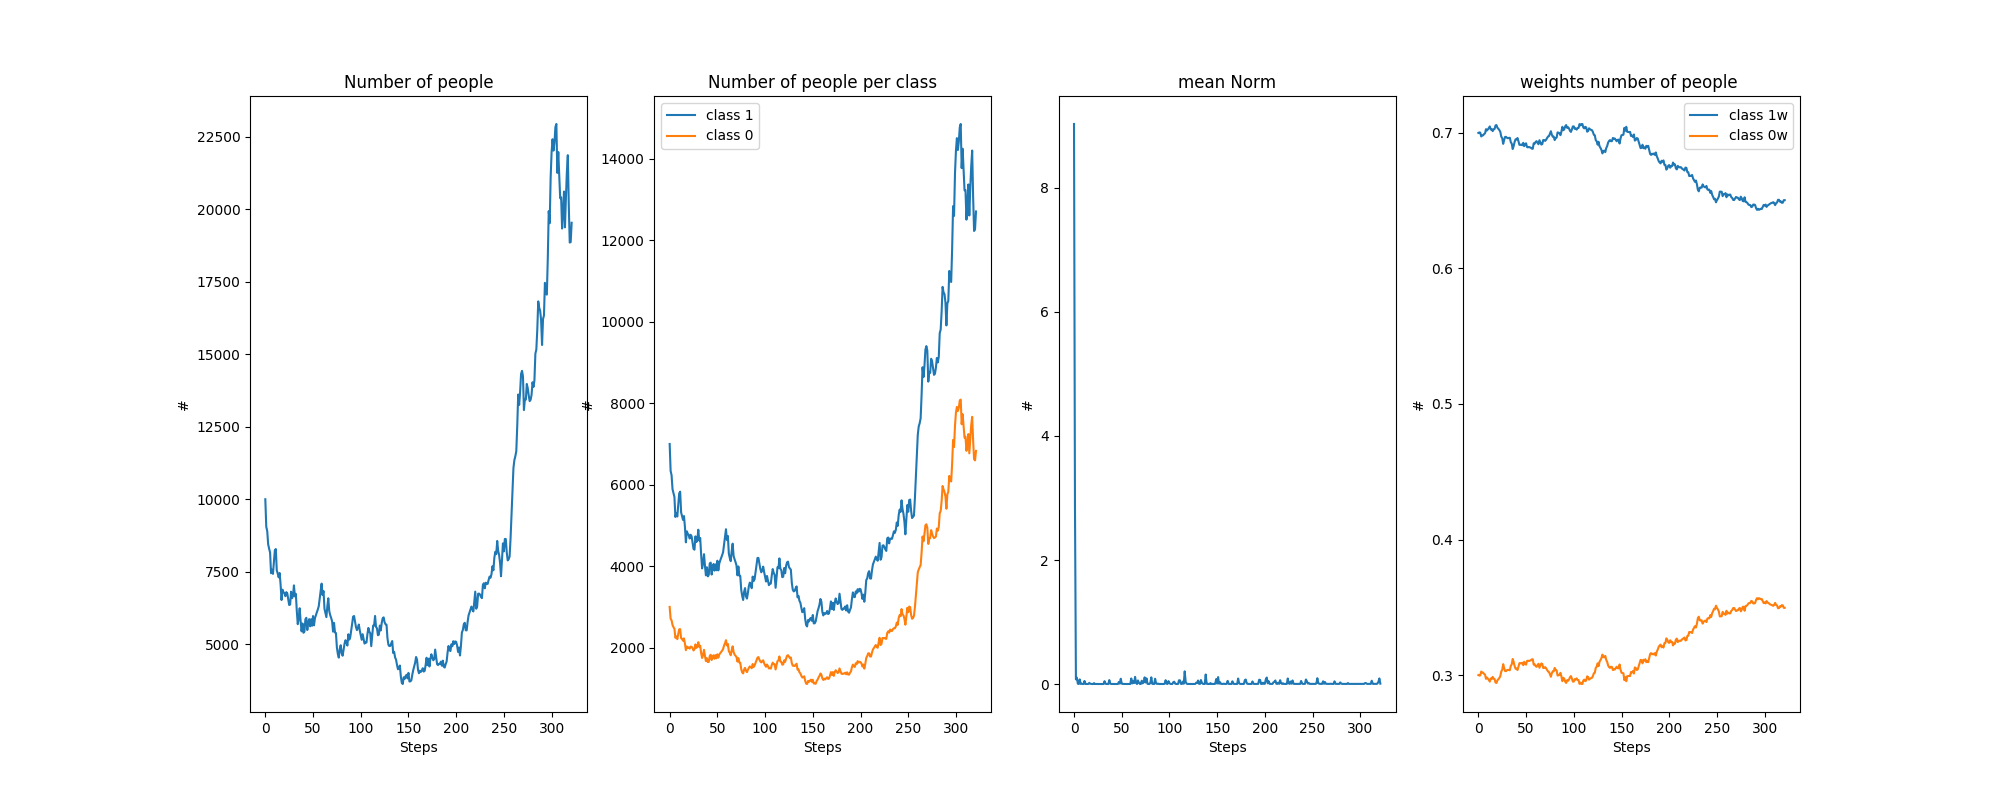 Number of people
22500
20000
17500
15000
12500
10000
7500
5000
#
0 50 100 150 200 250 300
Steps
Number of people per class
class 1
class 0
14000
12000
10000
8000
6000
4000
2000
#
0 50 100 150 200 250 300
Steps
mean Norm
8
6
4
2
0
#
0 50 100 150 200 250 300
Steps
weights number of people
class 1w
class 0w
0.7
0.6
0.5
0.4
0.3
#
0 50 100 150 200 250 300
Steps